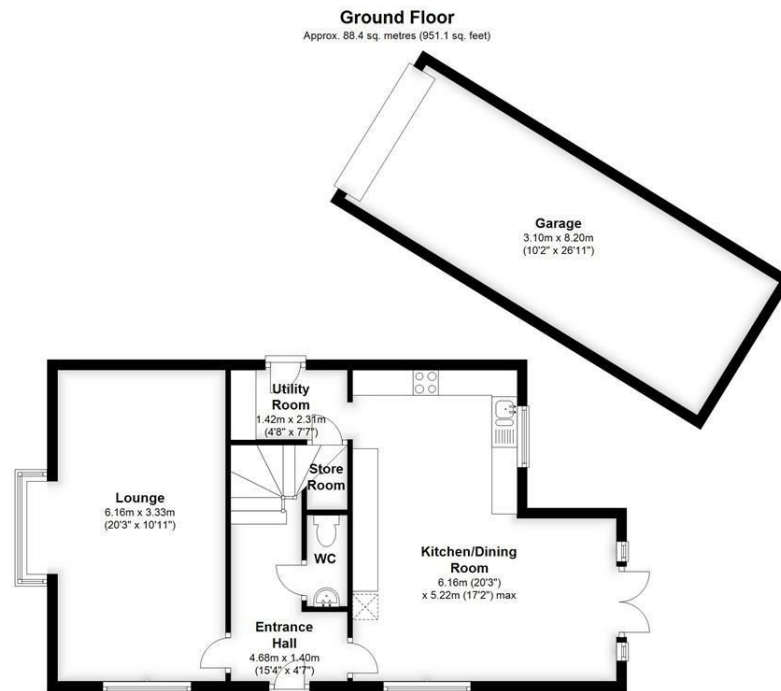 Ground Floor
Approx. 88.4 sq. metres (951.1 sq. feet)
Garage
3.10m x 8.20m
(10'2" x 26'11")
Utility
Room
1.42m x 2.31m
(4'8" x 7'7")
Store
Room
Lounge
6.16m x 3.33m
(20'3" x 10'11")
WC
Kitchen/Dining
Room
6.16m (20'3")
x 5.22m (17'2") max
Entrance
Hall
4.68m x 1.40m
(15'4" x 4'7")